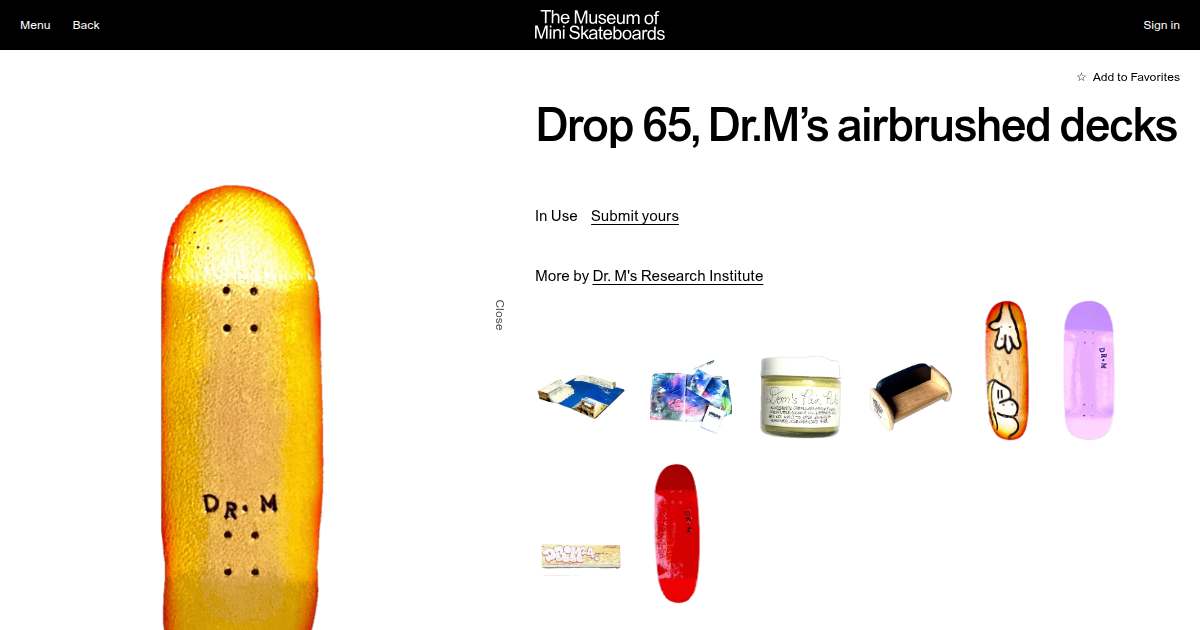 Menu
Back
The Museum of
Mini Skateboards
Sign in
☆ Add to Favorites
Drop 65, Dr.M’s airbrushed decks
In Use
Submit yours
More by Dr. M's Research Institute
Close
DR. M
DR.M